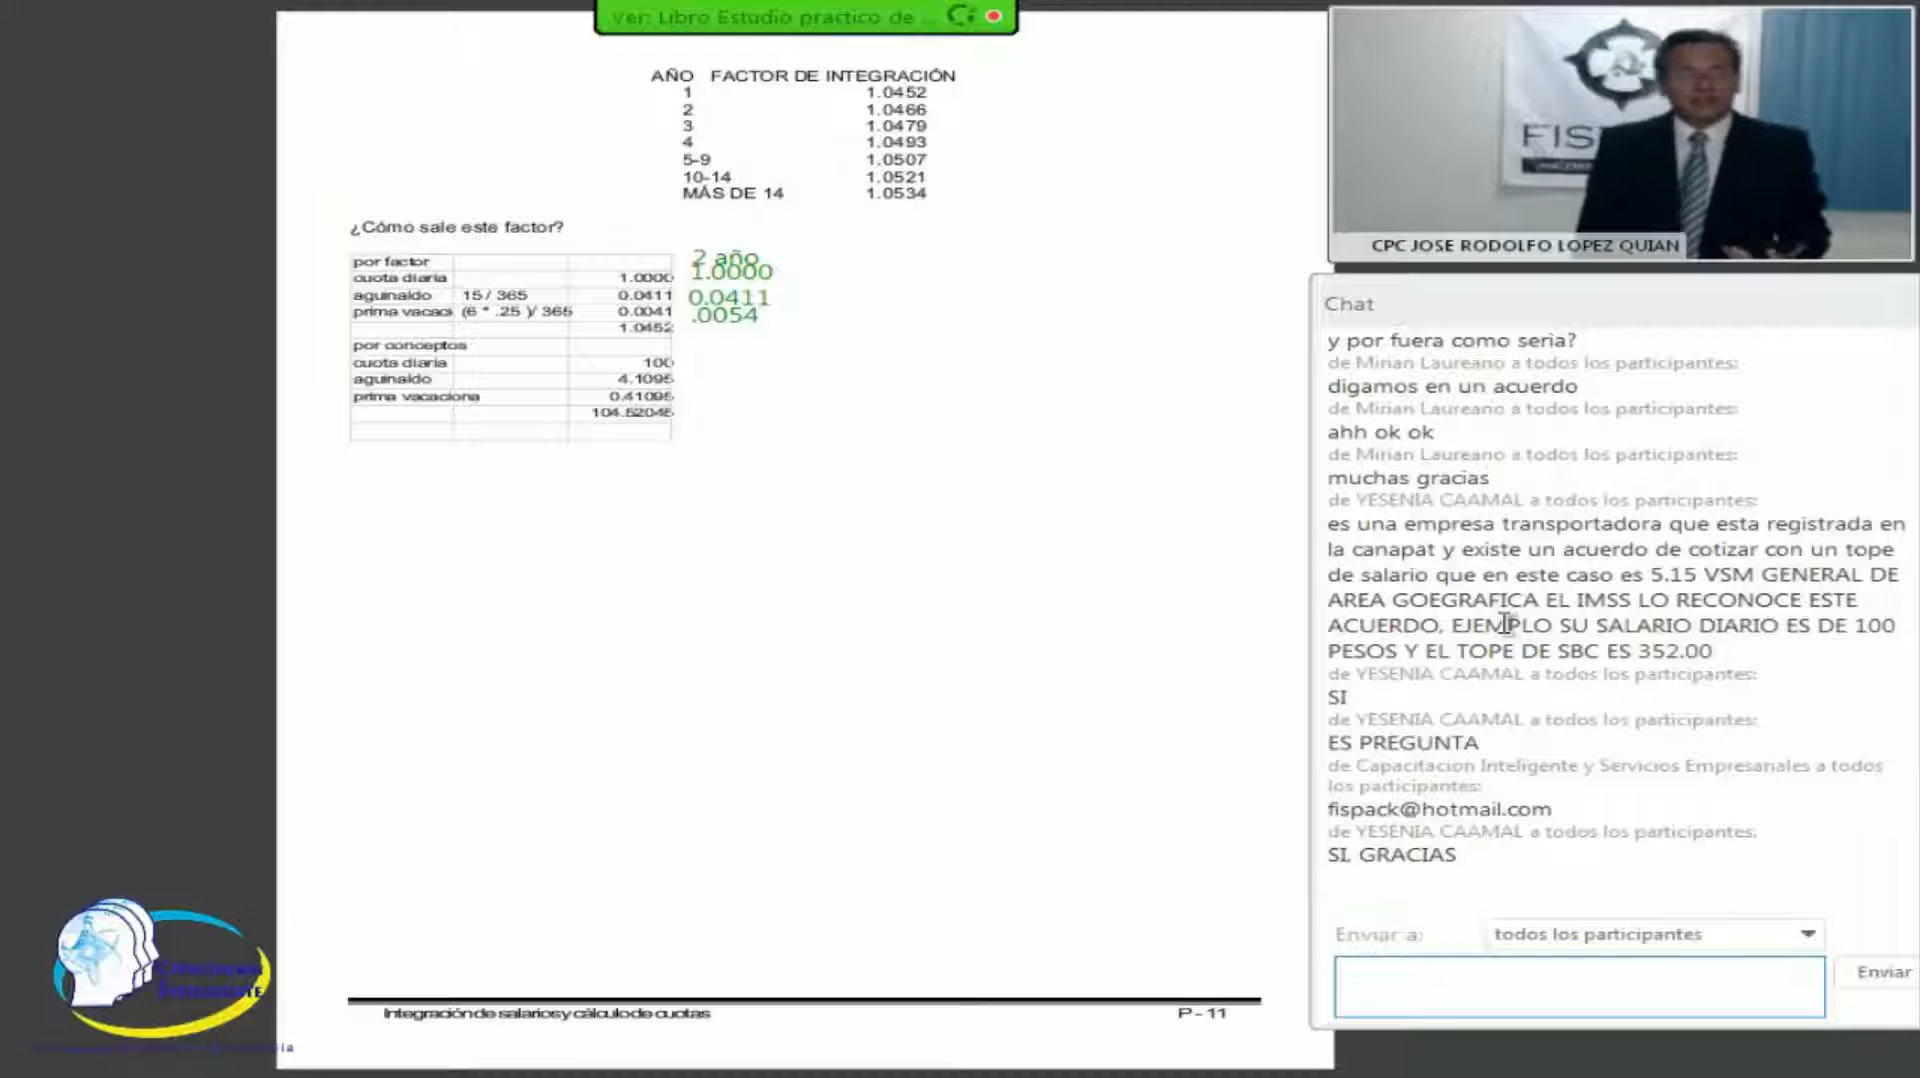 Ver: Libro Estudio practico de ...
AÑO FACTOR DE INTEGRACIÓN
1 1.0452
2 1.0466
3 1.0479
4 1.0493
5-9 1.0507
10-14 1.0521
MÁS DE 14 1.0534
¿Cómo sale este factor?
por factor
cuota diaria 1.0000
aguinaldo 15 / 365 0.0411
prima vacaci (6 * .25 )/ 365 0.0041
1.0452
por conceptos
cuota diaria 100
aguinaldo 4.1095
prima vacaciona 0.41095
104.52045
2 año
1.0000
0.0411
.0054
Integración de salarios y cálculo de cuotas P - 11
FIS
CPC JOSE RODOLFO LOPEZ QUIAN
Chat
y por fuera como seria?
de Mirian Laureano a todos los participantes:
digamos en un acuerdo
de Mirian Laureano a todos los participantes:
ahh ok ok
de Mirian Laureano a todos los participantes:
muchas gracias
de YESENIA CAAMAL a todos los participantes:
es una empresa transportadora que esta registrada en
la canapat y existe un acuerdo de cotizar con un tope
de salario que en este caso es 5.15 VSM GENERAL DE
AREA GOEGRAFICA EL IMSS LO RECONOCE ESTE
ACUERDO, EJEMPLO SU SALARIO DIARIO ES DE 100
PESOS Y EL TOPE DE SBC ES 352.00
de YESENIA CAAMAL a todos los participantes:
SI
de YESENIA CAAMAL a todos los participantes:
ES PREGUNTA
de Capacitacion Inteligente y Servicios Empresariales a todos
los participantes:
fispack@hotmail.com
de YESENIA CAAMAL a todos los participantes:
SI, GRACIAS
Enviar a: todos los participantes
Enviar